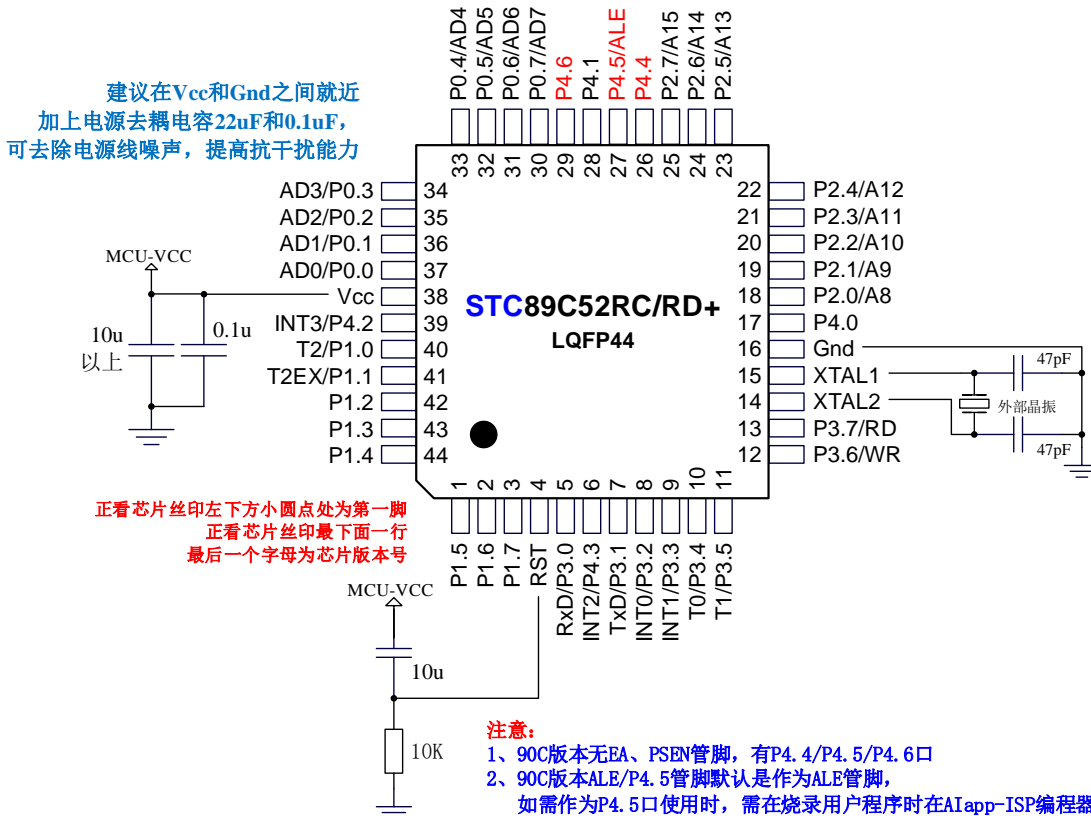 P0.4/AD4
P0.5/AD5
P0.6/AD6
P0.7/AD7
P4.6
P4.1
P4.5/ALE
P4.4
P2.7/A15
P2.6/A14
P2.5/A13
建议在Vcc和Gnd之间就近
加上电源去耦电容22uF和0.1uF，
可去除电源线噪声，提高抗干扰能力
33
32
31
30
29
28
27
26
25
24
23
AD3/P0.3 34
AD2/P0.2 35
AD1/P0.1 36
AD0/P0.0 37
Vcc 38
INT3/P4.2 39
T2/P1.0 40
T2EX/P1.1 41
P1.2 42
P1.3 43
P1.4 44
MCU-VCC
10u
以上
0.1u
STC89C52RC/RD+
LQFP44
22 P2.4/A12
21 P2.3/A11
20 P2.2/A10
19 P2.1/A9
18 P2.0/A8
17 P4.0
16 Gnd
15 XTAL1
14 XTAL2
13 P3.7/RD
12 P3.6/WR
47pF
外部晶振
47pF
1
2
3
4
5
6
7
8
9
10
11
P1.5
P1.6
P1.7
RST
RxD/P3.0
INT2/P4.3
TxD/P3.1
INT0/P3.2
INT1/P3.3
T0/P3.4
T1/P3.5
正看芯片丝印左下方小圆点处为第一脚
正看芯片丝印最下面一行
最后一个字母为芯片版本号
MCU-VCC
10u
10K
注意：
1、90C版本无EA、PSEN管脚，有P4.4/P4.5/P4.6口
2、90C版本ALE/P4.5管脚默认是作为ALE管脚，
如需作为P4.5口使用时，需在烧录用户程序时在AIapp-ISP编程器